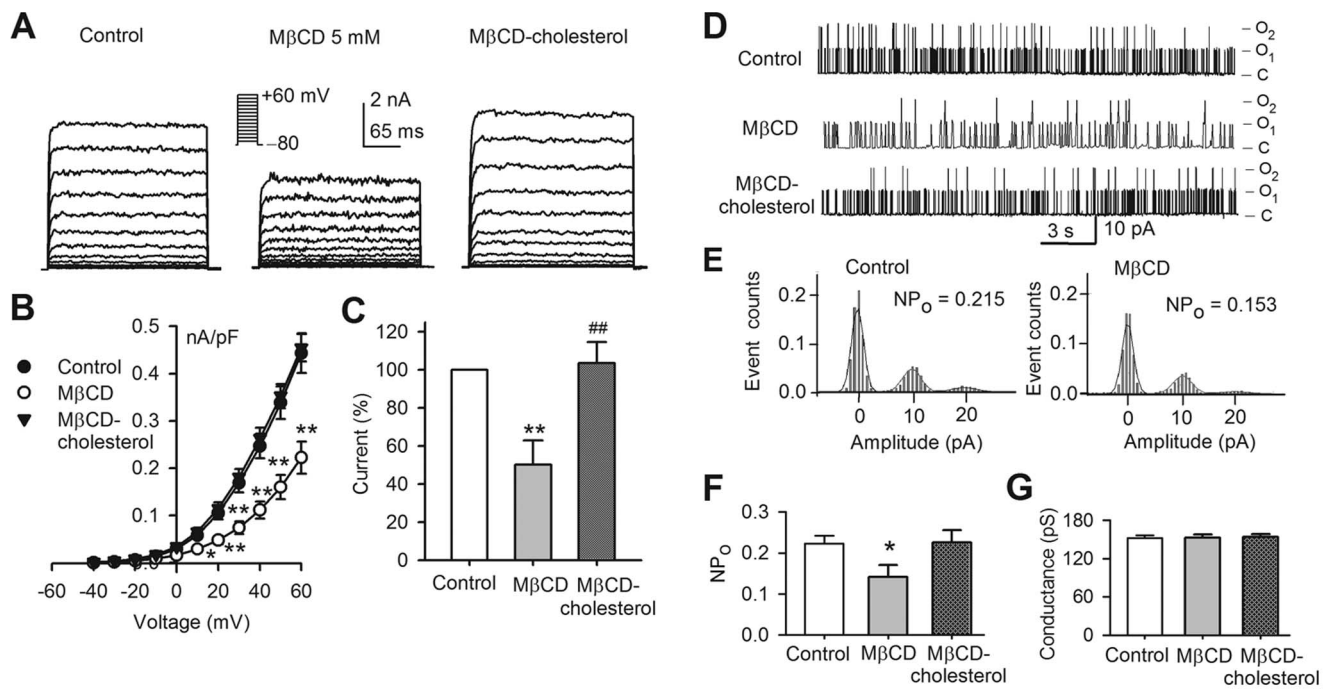 A
Control
MβCD 5 mM
MβCD-cholesterol
+60 mV
−80
2 nA
65 ms
B
nA/pF
Control
MβCD
MβCD-
cholesterol
0.5
0.4
0.3
0.2
0.1
**
**
**
**
**
*
**
-60 -40 -20 0 20 40 60
Voltage (mV)
C
Current (%)
120
100
80
60
40
20
0
**
##
Control
MβCD
MβCD-
cholesterol
D
Control
O2
O1
C
MβCD
O2
O1
C
MβCD-
cholesterol
O2
O1
C
3 s
10 pA
E
Control
NPO = 0.215
Event counts
0.2
0.1
0.0
0 10 20
Amplitude (pA)
MβCD
NPO = 0.153
Event counts
0.2
0.1
0.0
0 10 20
Amplitude (pA)
F
NPO
0.3
0.2
0.1
0.0
*
Control
MβCD
MβCD-
cholesterol
G
Conductance (pS)
180
120
60
0
Control
MβCD
MβCD-
cholesterol